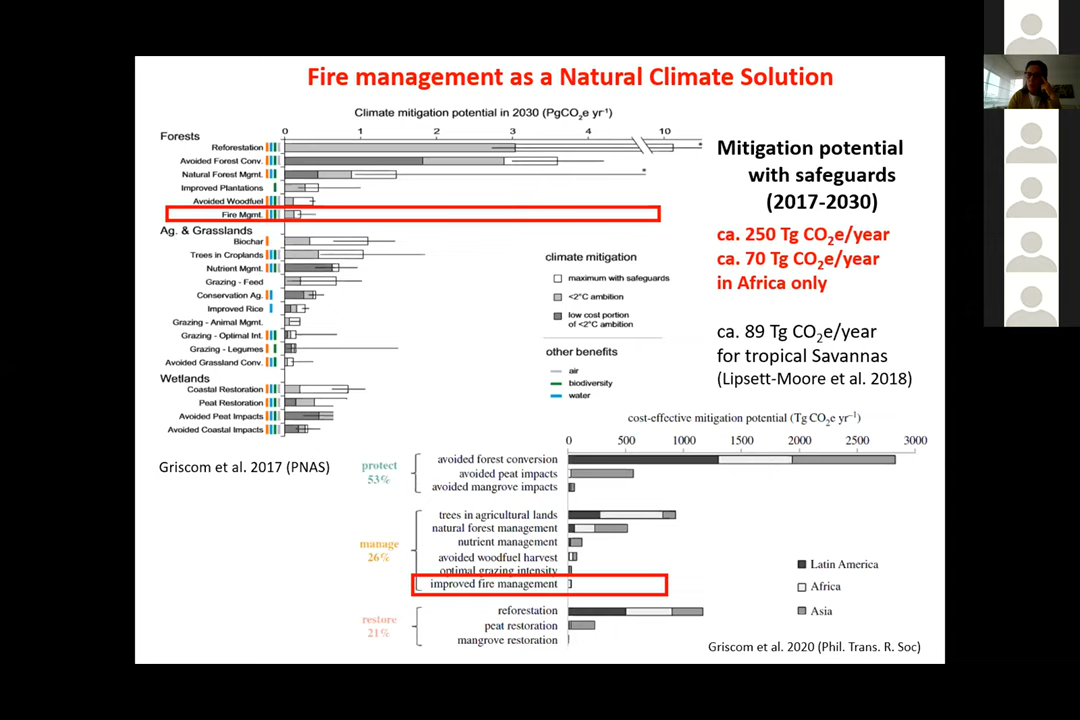 Fire management as a Natural Climate Solution
Climate mitigation potential in 2030 (PgCO2e yr-1)
0 1 2 3 4 10
Forests
Reforestation
Avoided Forest Conv.
Natural Forest Mgmt.
Improved Plantations
Avoided Woodfuel
Fire Mgmt.
Ag. & Grasslands
Biochar
Trees in Croplands
Nutrient Mgmt.
Grazing - Feed
Conservation Ag.
Improved Rice
Grazing - Animal Mgmt.
Grazing - Optimal Int.
Grazing - Legumes
Avoided Grassland Conv.
Wetlands
Coastal Restoration
Peat Restoration
Avoided Peat Impacts
Avoided Coastal Impacts
*
*
climate mitigation
maximum with safeguards
<2°C ambition
low cost portion
of <2°C ambition
other benefits
air
biodiversity
water
Griscom et al. 2017 (PNAS)
Mitigation potential
with safeguards
(2017-2030)
ca. 250 Tg CO2e/year
ca. 70 Tg CO2e/year
in Africa only
ca. 89 Tg CO2e/year
for tropical Savannas
(Lipsett-Moore et al. 2018)
cost-effective mitigation potential (Tg CO2e yr-1)
0 500 1000 1500 2000 2500 3000
protect
53%
avoided forest conversion
avoided peat impacts
avoided mangrove impacts
manage
26%
trees in agricultural lands
natural forest management
nutrient management
avoided woodfuel harvest
optimal grazing intensity
improved fire management
restore
21%
reforestation
peat restoration
mangrove restoration
Latin America
Africa
Asia
Griscom et al. 2020 (Phil. Trans. R. Soc)